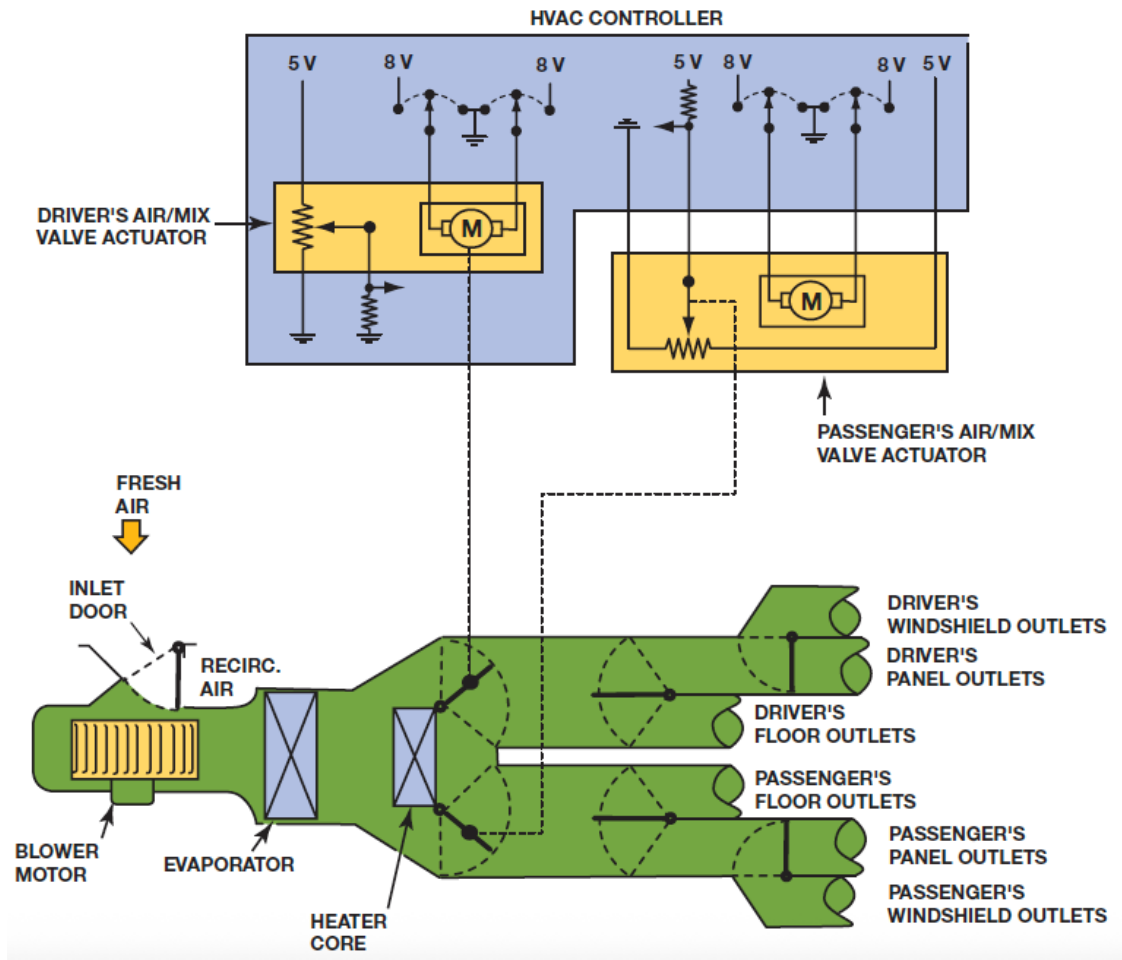 HVAC CONTROLLER
5 V
8 V
8 V
5 V
8 V
8 V
5 V
DRIVER'S AIR/MIX
VALVE ACTUATOR
M
M
PASSENGER'S AIR/MIX
VALVE ACTUATOR
FRESH
AIR
INLET
DOOR
RECIRC.
AIR
DRIVER'S
WINDSHIELD OUTLETS
DRIVER'S
PANEL OUTLETS
DRIVER'S
FLOOR OUTLETS
PASSENGER'S
FLOOR OUTLETS
PASSENGER'S
PANEL OUTLETS
PASSENGER'S
WINDSHIELD OUTLETS
BLOWER
MOTOR
EVAPORATOR
HEATER
CORE